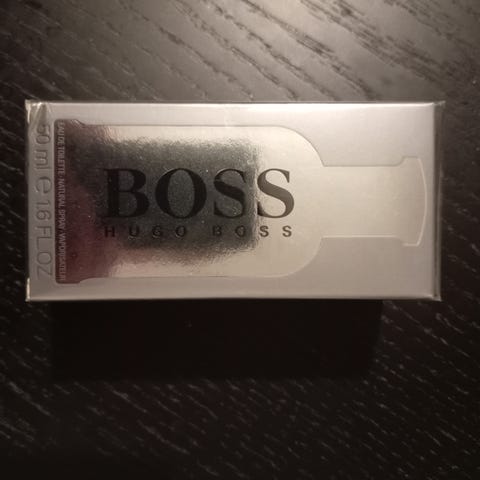 BOSS
HUGO BOSS
EAU DE TOILETTE · NATURAL SPRAY · VAPORISATEUR
50 ml ℮ 1.6 FL.OZ